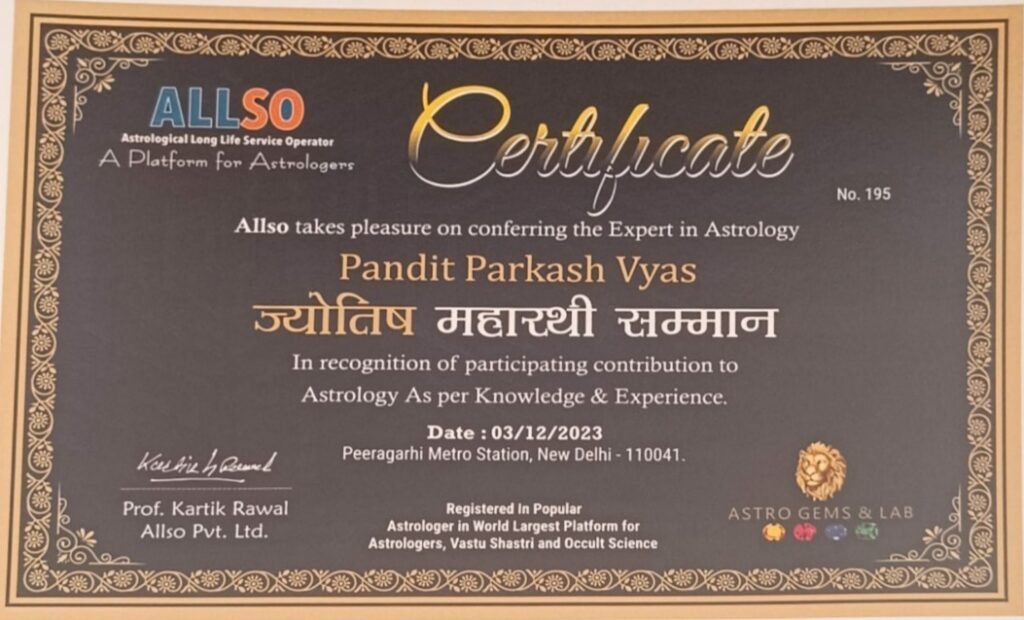 ALLSO
Astrological Long Life Service Operator
A Platform for Astrologers
Certificate
No. 195
Allso takes pleasure on conferring the Expert in Astrology
Pandit Parkash Vyas
ज्योतिष महारथी सम्मान
In recognition of participating contribution to
Astrology As per Knowledge & Experience.
Date : 03/12/2023
Peeragarhi Metro Station, New Delhi - 110041.
Prof. Kartik Rawal
Allso Pvt. Ltd.
Registered In Popular
Astrologer in World Largest Platform for
Astrologers, Vastu Shastri and Occult Science
ASTRO GEMS & LAB